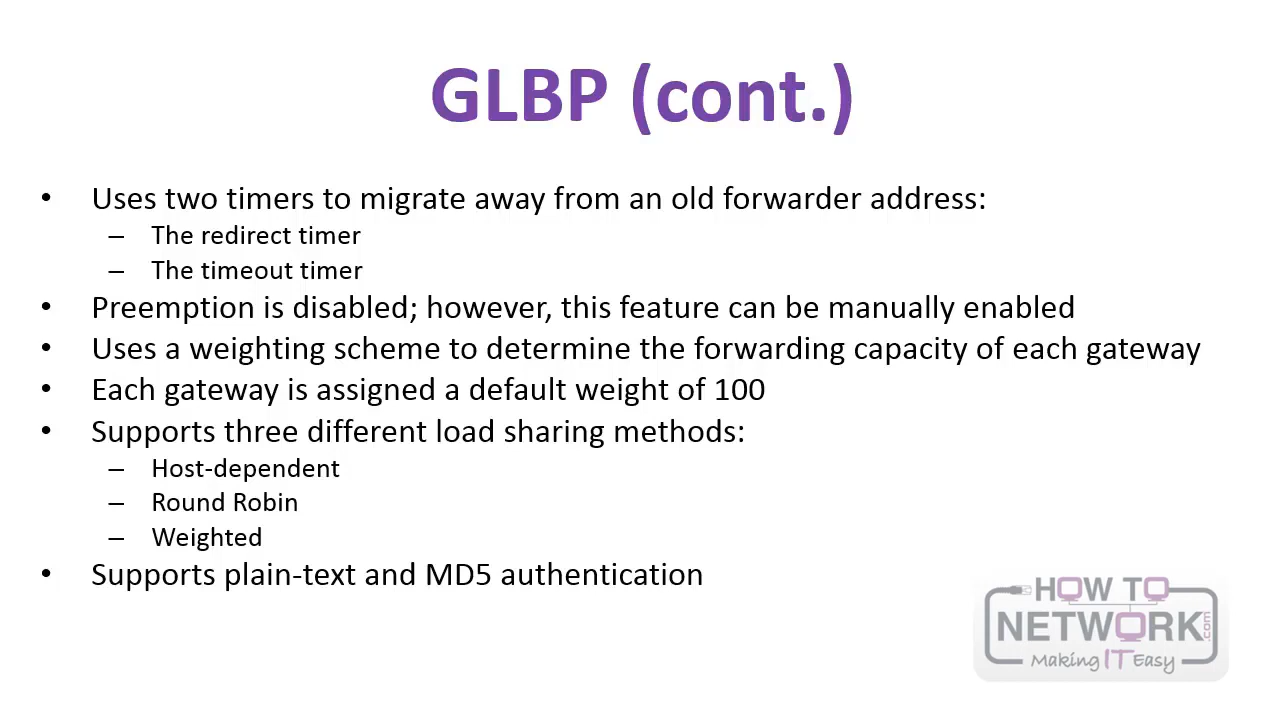 GLBP (cont.)
• Uses two timers to migrate away from an old forwarder address:
– The redirect timer
– The timeout timer
• Preemption is disabled; however, this feature can be manually enabled
• Uses a weighting scheme to determine the forwarding capacity of each gateway
• Each gateway is assigned a default weight of 100
• Supports three different load sharing methods:
– Host-dependent
– Round Robin
– Weighted
• Supports plain-text and MD5 authentication
HOW TO
NETWORK.com
Making IT Easy